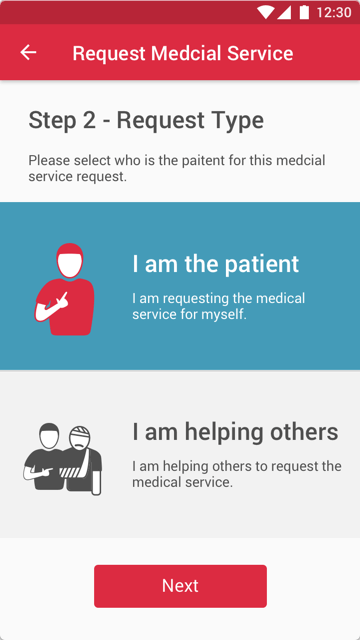 12:30
Request Medcial Service
Step 2 - Request Type
Please select who is the paitent for this medcial
service request.
I am the patient
I am requesting the medical
service for myself.
I am helping others
I am helping others to request the
medical service.
Next